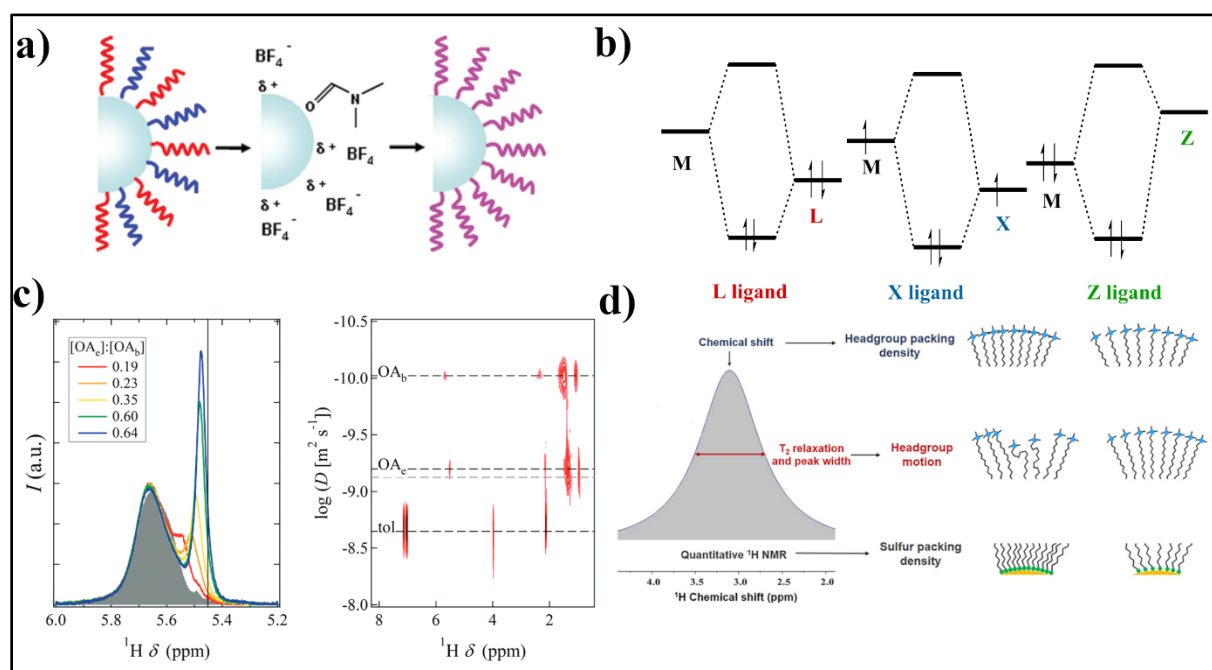 a)
BF₄⁻
δ+
O
N
δ+
BF₄⁻
δ+
BF₄⁻
δ+
BF₄⁻
b)
M
L
M
X
M
Z
L ligand
X ligand
Z ligand
c)
[OAₑ]:[OA_b]
0.19
0.23
0.35
0.60
0.64
I (a.u.)
6.0 5.8 5.6 5.4 5.2
¹H δ (ppm)
-10.5
-10.0
-9.5
-9.0
-8.5
-8.0
log (D [m² s⁻¹)
OA_b
OAₑ
tol
8 6 4 2
¹H δ (ppm)
d)
Chemical shift
Headgroup packing
density
T₂ relaxation
and peak width
Headgroup
motion
Quantitative ¹H NMR
Sulfur packing
density
4.0 3.5 3.0 2.5 2.0
¹H Chemical shift (ppm)